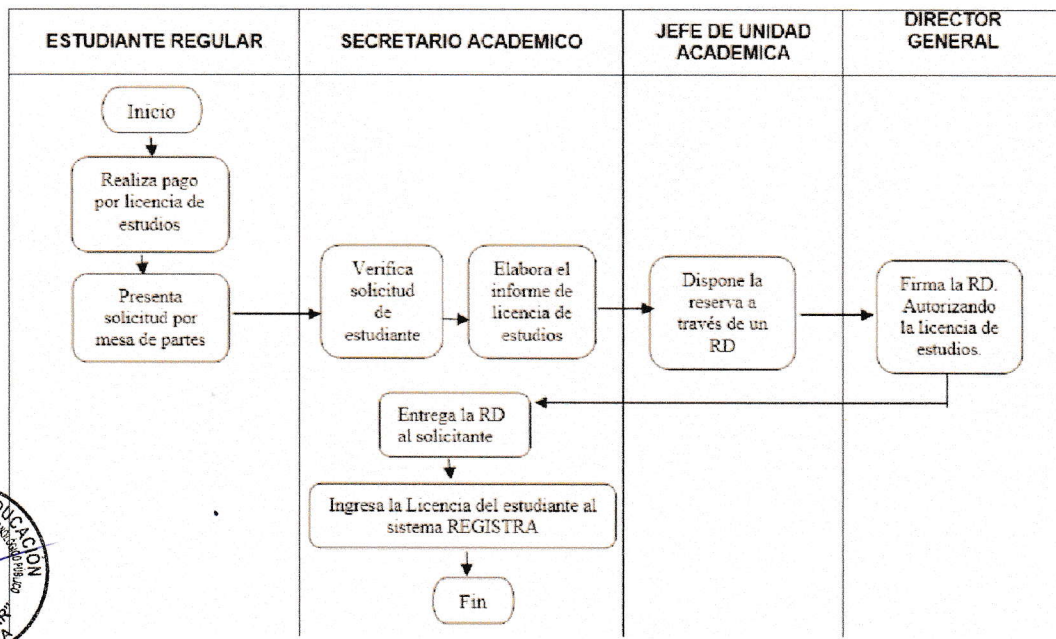 ESTUDIANTE REGULAR
SECRETARIO ACADEMICO
JEFE DE UNIDAD
ACADEMICA
DIRECTOR
GENERAL
Inicio
Realiza pago
por licencia de
estudios
Presenta
solicitud por
mesa de partes
Verifica
solicitud
de
estudiante
Elabora el
informe de
licencia de
estudios
Dispone la
reserva a
través de un
RD
Firma la RD.
Autorizando
la licencia de
estudios.
Entrega la RD
al solicitante
Ingresa la Licencia del estudiante al
sistema REGISTRA
Fin